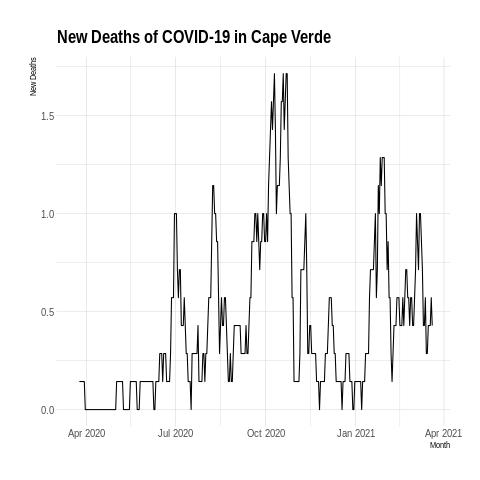 New Deaths of COVID-19 in Cape Verde
New Deaths
1.5
1.0
0.5
0.0
Apr 2020 Jul 2020 Oct 2020 Jan 2021 Apr 2021
Month